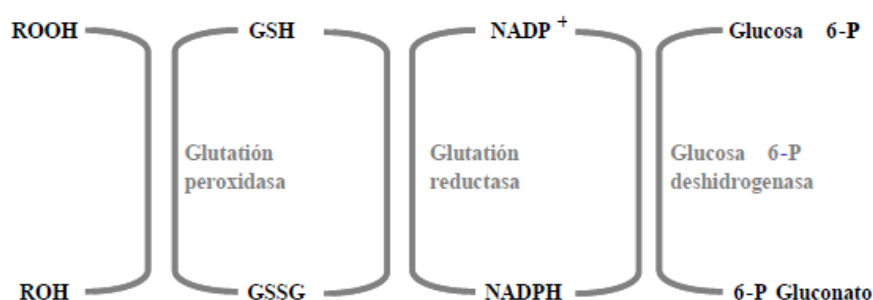 ROOH GSH NADP + Glucosa 6-P
Glutatión Glutatión Glucosa 6-P
peroxidasa reductasa deshidrogenasa
ROH GSSG NADPH 6-P Gluconato